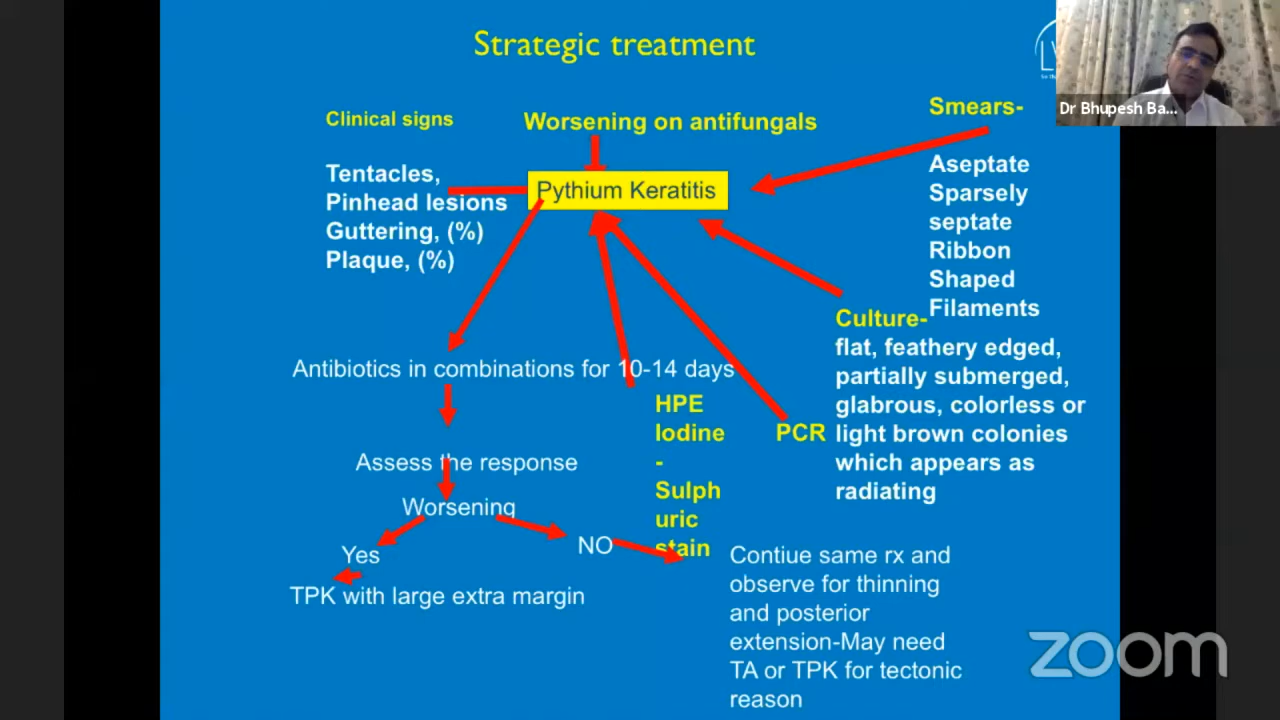 Strategic treatment
Dr Bhupesh Ba...
Clinical signs
Tentacles,
Pinhead lesions
Guttering, (%)
Plaque, (%)
Worsening on antifungals
Pythium Keratitis
Smears-
Aseptate
Sparsely
septate
Ribbon
Shaped
Filaments
Culture-
flat, feathery edged,
partially submerged,
glabrous, colorless or
light brown colonies
which appears as
radiating
PCR
HPE
Iodine
-
Sulph
uric
stain
Antibiotics in combinations for 10-14 days
Assess the response
Worsening
Yes
NO
TPK with large extra margin
Contiue same rx and
observe for thinning
and posterior
extension-May need
TA or TPK for tectonic
reason
zoom